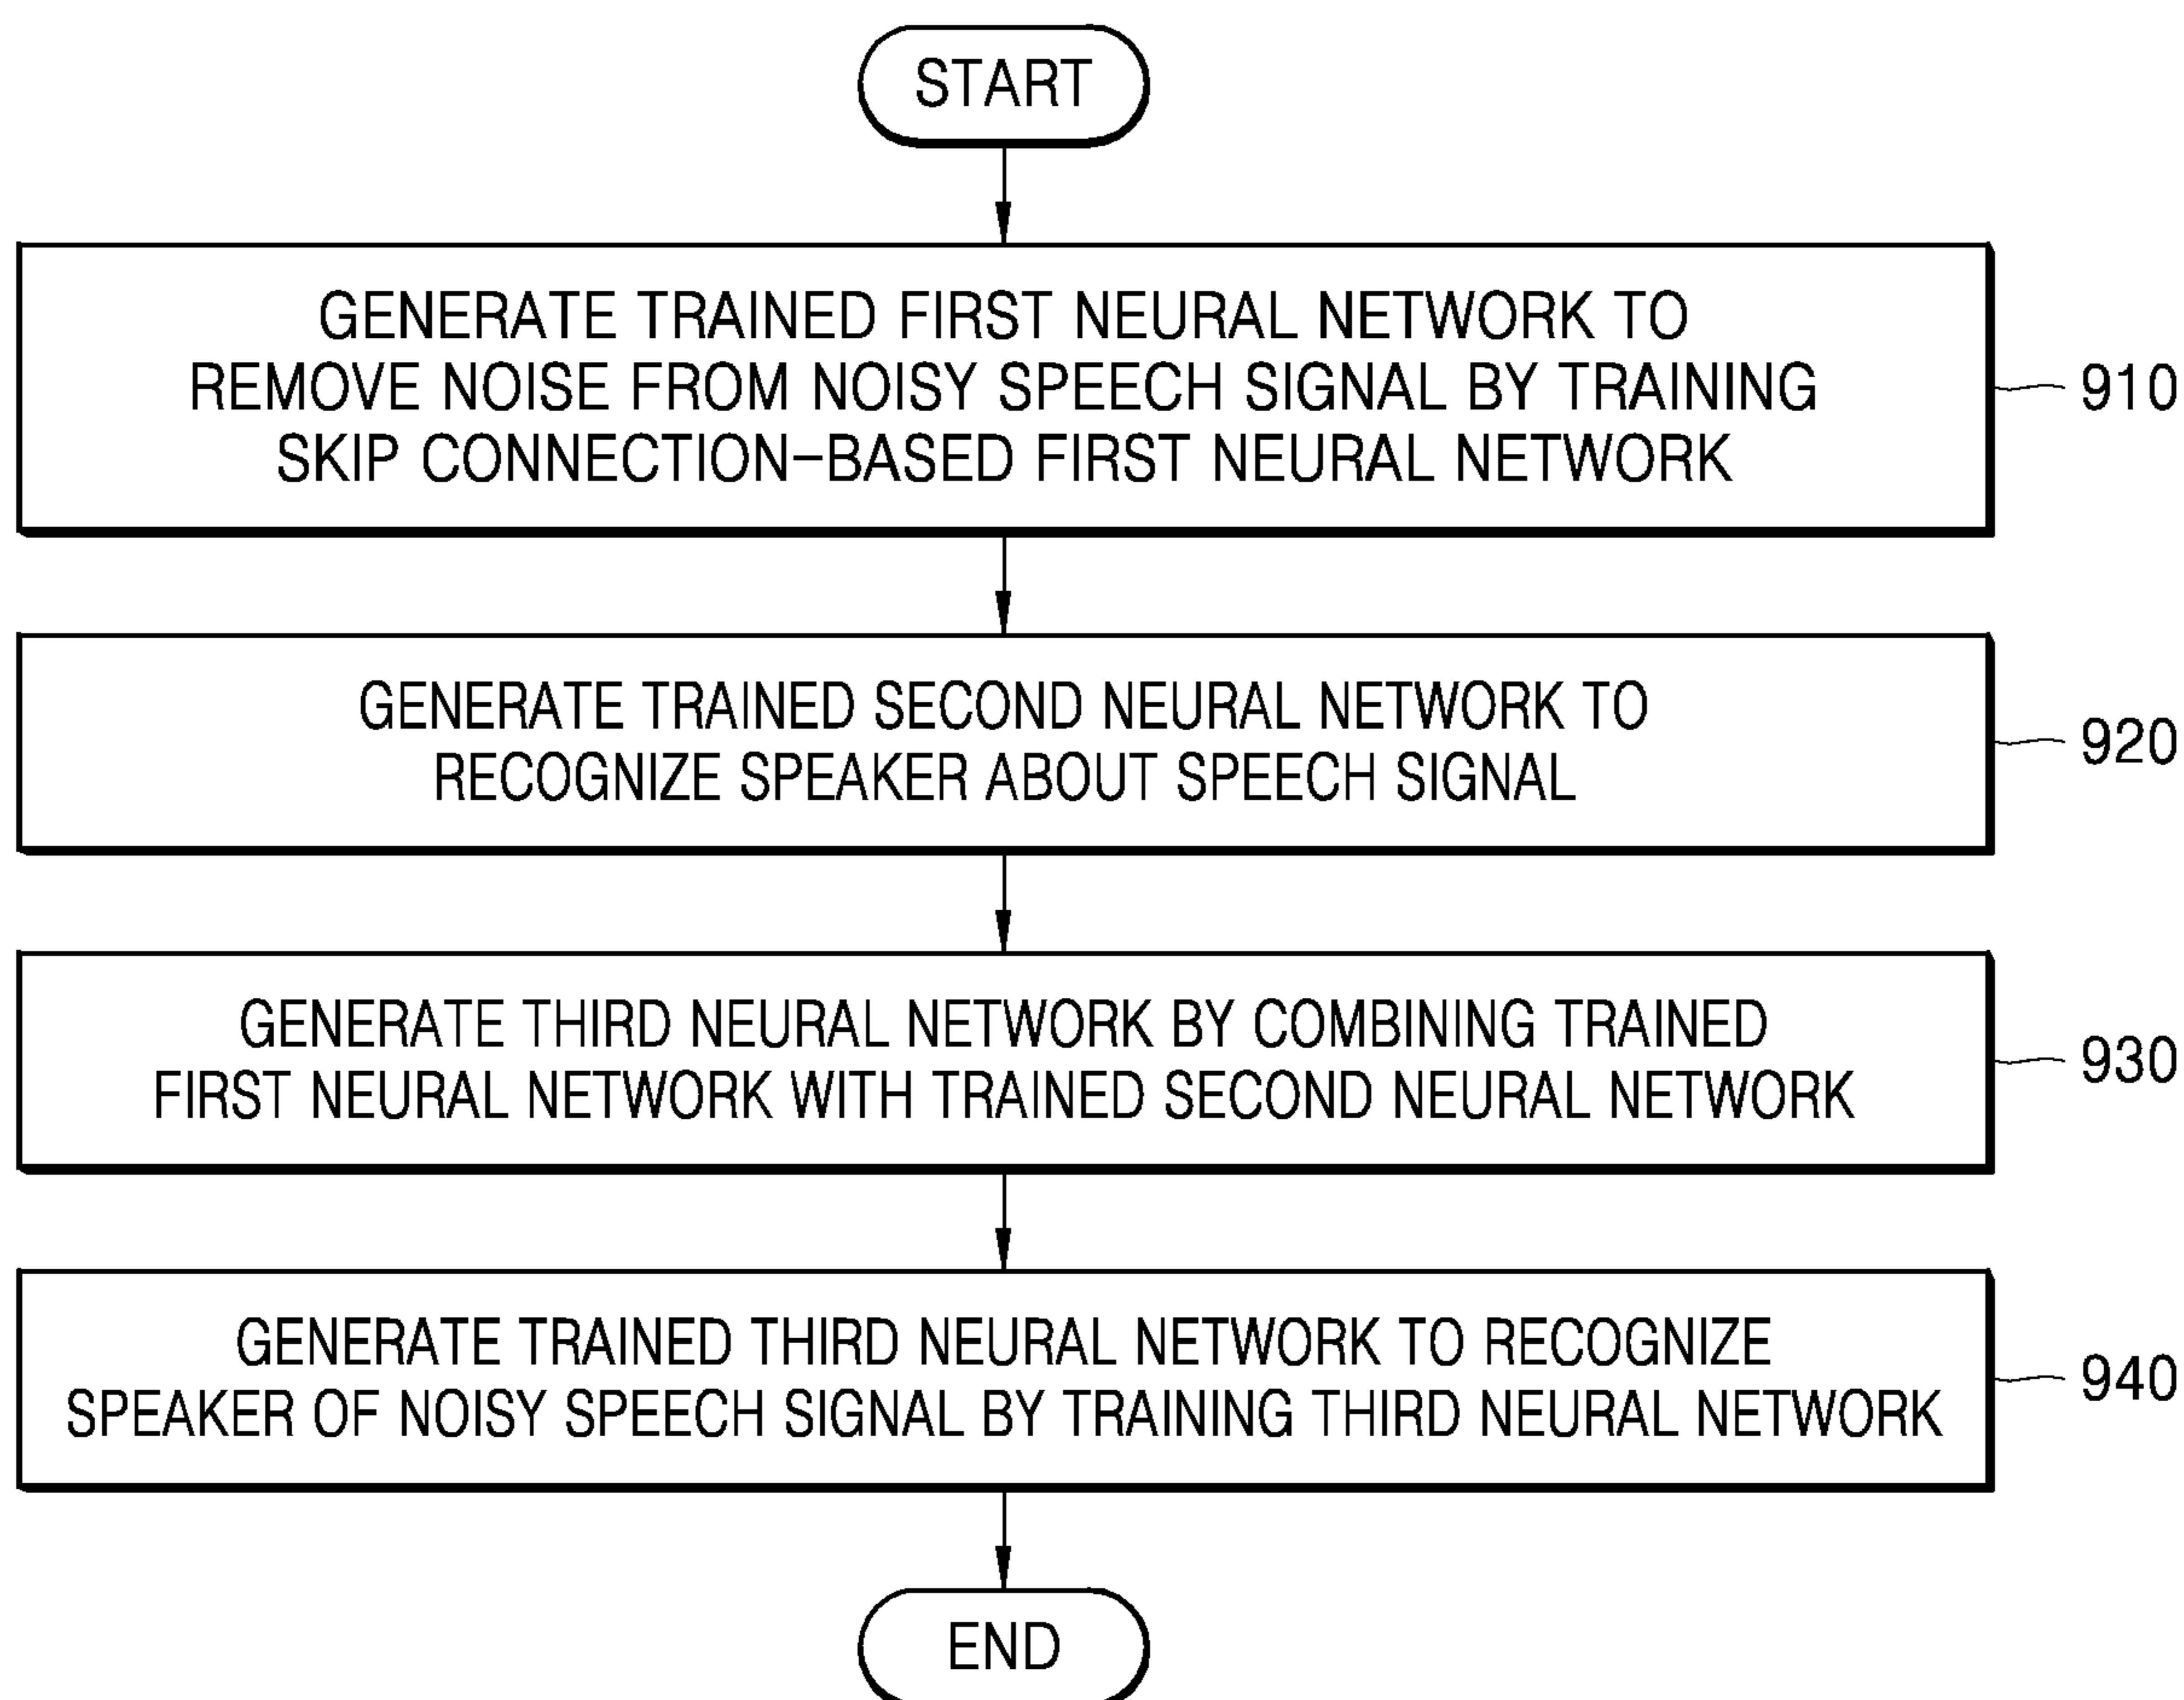 START
GENERATE TRAINED FIRST NEURAL NETWORK TO
REMOVE NOISE FROM NOISY SPEECH SIGNAL BY TRAINING
SKIP CONNECTION-BASED FIRST NEURAL NETWORK
910
GENERATE TRAINED SECOND NEURAL NETWORK TO
RECOGNIZE SPEAKER ABOUT SPEECH SIGNAL
920
GENERATE THIRD NEURAL NETWORK BY COMBINING TRAINED
FIRST NEURAL NETWORK WITH TRAINED SECOND NEURAL NETWORK
930
GENERATE TRAINED THIRD NEURAL NETWORK TO RECOGNIZE
SPEAKER OF NOISY SPEECH SIGNAL BY TRAINING THIRD NEURAL NETWORK
940
END